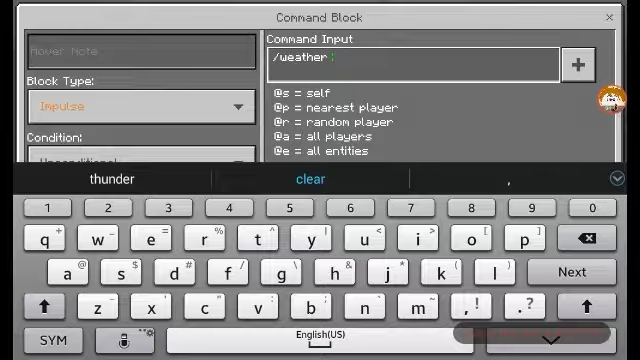 Command Block
×
Hover Note
Command Input
/weather
+
Block Type:
@s = self
Impulse
@p = nearest player
@r = random player
Condition:
@a = all players
Unconditional
@e = all entities
thunder
clear
,
1 2 3 4 5 6 7 8 9 0
q + w - e = r % t ^ y | u < i > o [ p ]
a @ s $ d # f / g _ h & j * k ( l ) Next
z x c v b n m , ! . ?
SYM English(US)